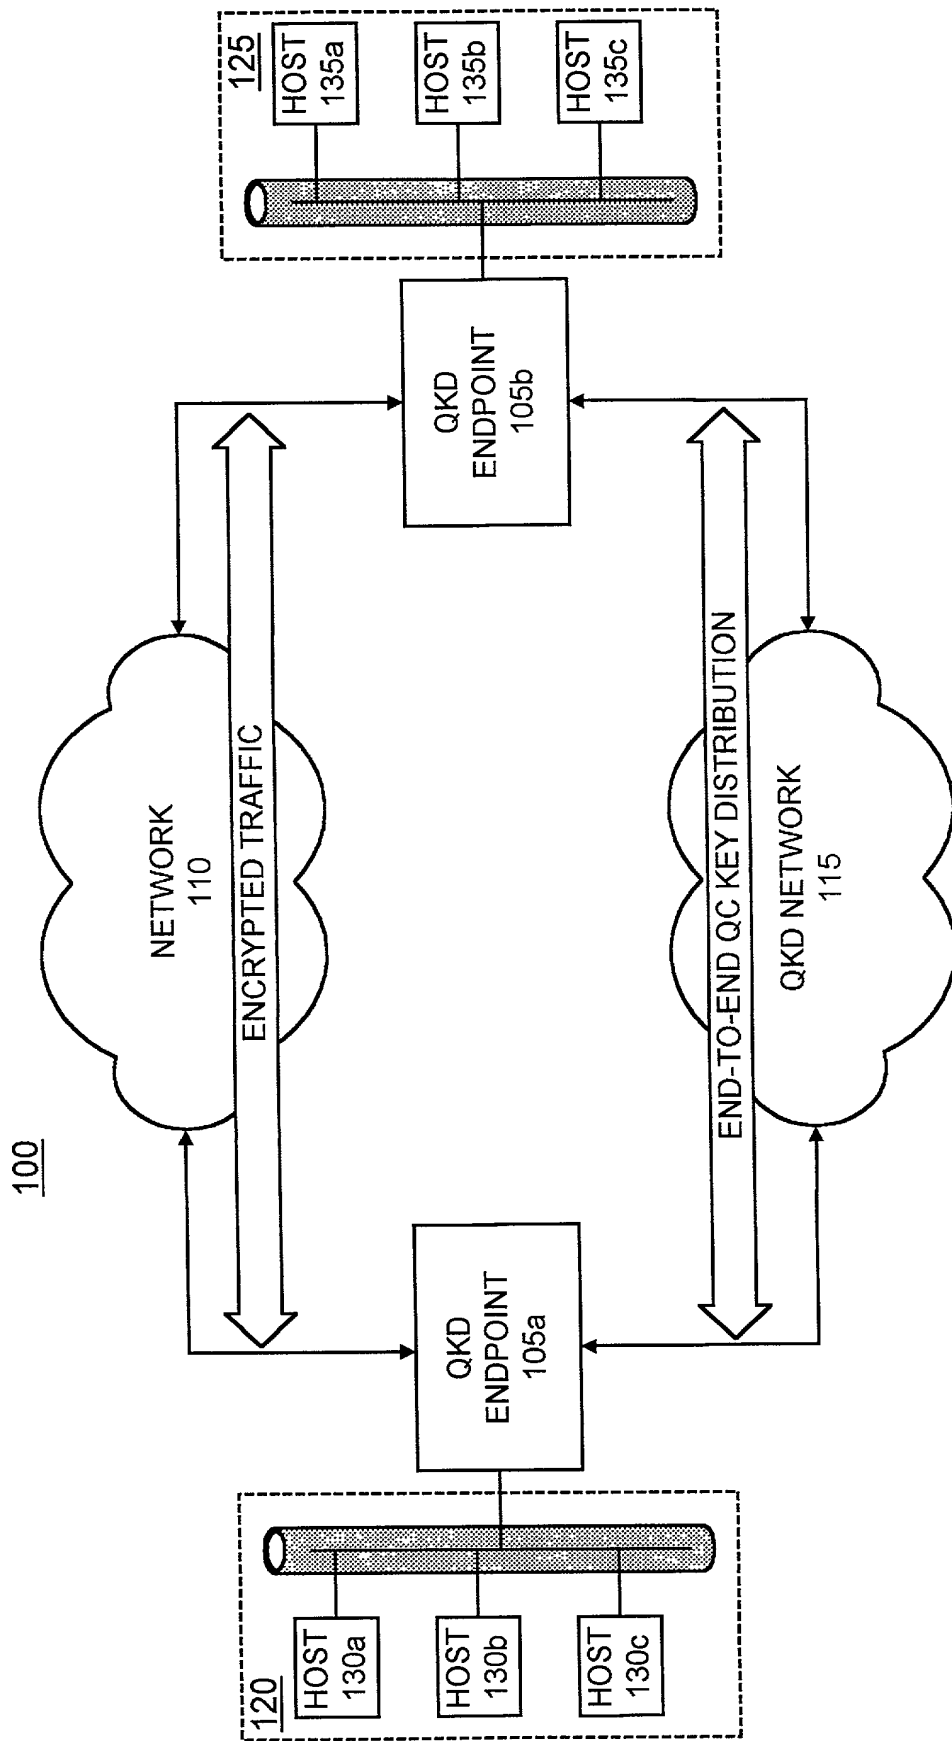 100
NETWORK
110
ENCRYPTED TRAFFIC
120
HOST
130a
HOST
130b
HOST
130c
QKD
ENDPOINT
105a
QKD
ENDPOINT
105b
125
HOST
135a
HOST
135b
HOST
135c
END-TO-END QC KEY DISTRIBUTION
QKD NETWORK
115